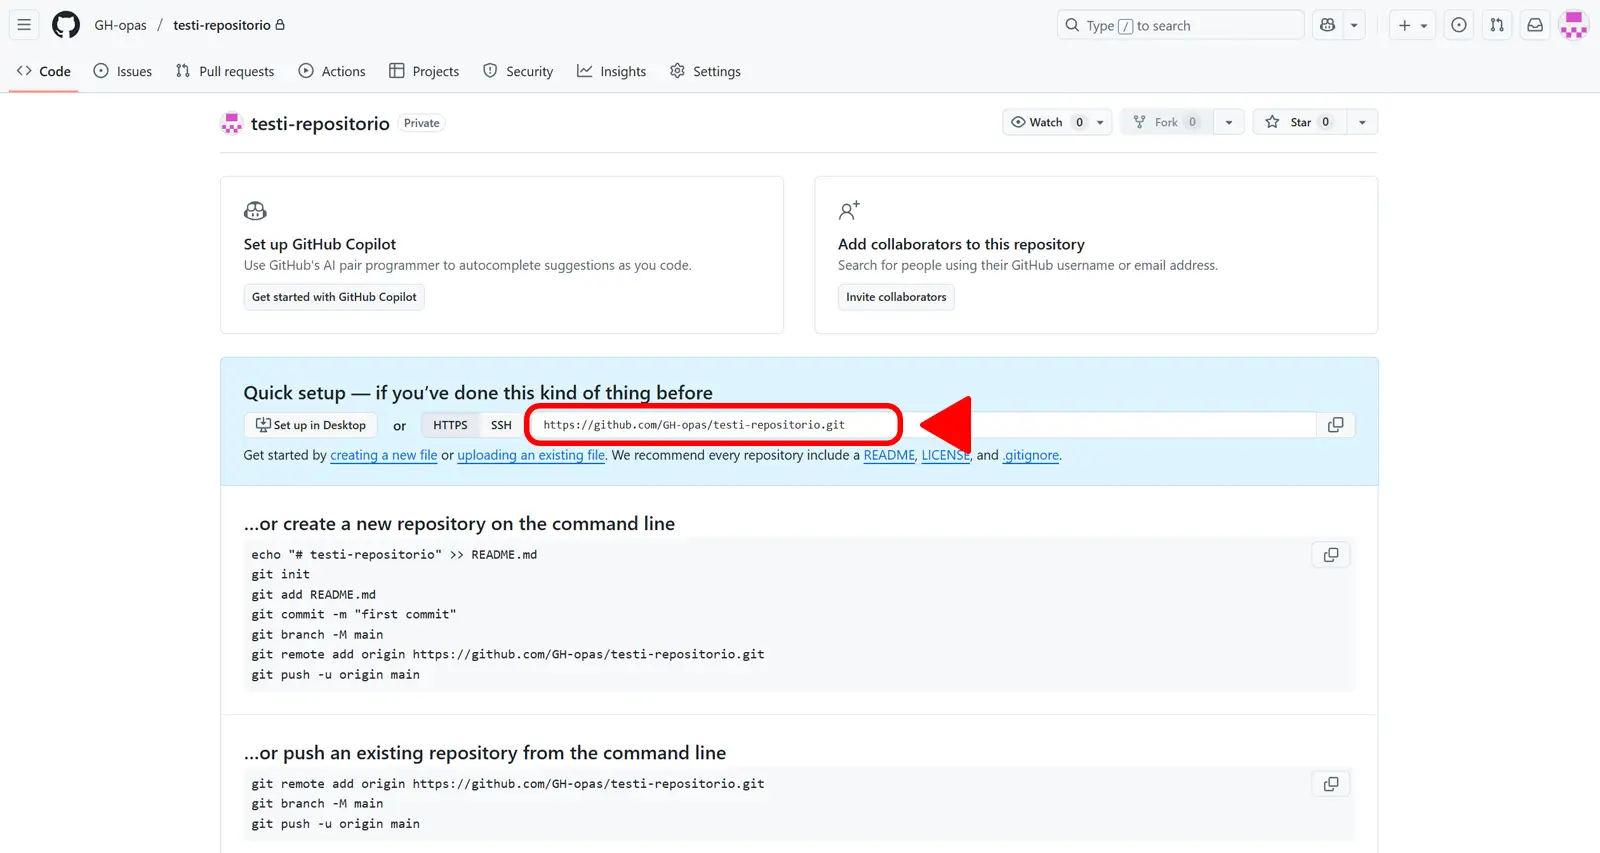 GH-opas / testi-repositorio
Type / to search
Code Issues Pull requests Actions Projects Security Insights Settings
testi-repositorio Private
Watch 0 Fork 0 Star 0
Set up GitHub Copilot
Use GitHub's AI pair programmer to autocomplete suggestions as you code.
Get started with GitHub Copilot
Add collaborators to this repository
Search for people using their GitHub username or email address.
Invite collaborators
Quick setup — if you’ve done this kind of thing before
Set up in Desktop or HTTPS SSH https://github.com/GH-opas/testi-repositorio.git
Get started by creating a new file or uploading an existing file. We recommend every repository include a README, LICENSE, and .gitignore.
…or create a new repository on the command line
echo "# testi-repositorio" >> README.md
git init
git add README.md
git commit -m "first commit"
git branch -M main
git remote add origin https://github.com/GH-opas/testi-repositorio.git
git push -u origin main
…or push an existing repository from the command line
git remote add origin https://github.com/GH-opas/testi-repositorio.git
git branch -M main
git push -u origin main